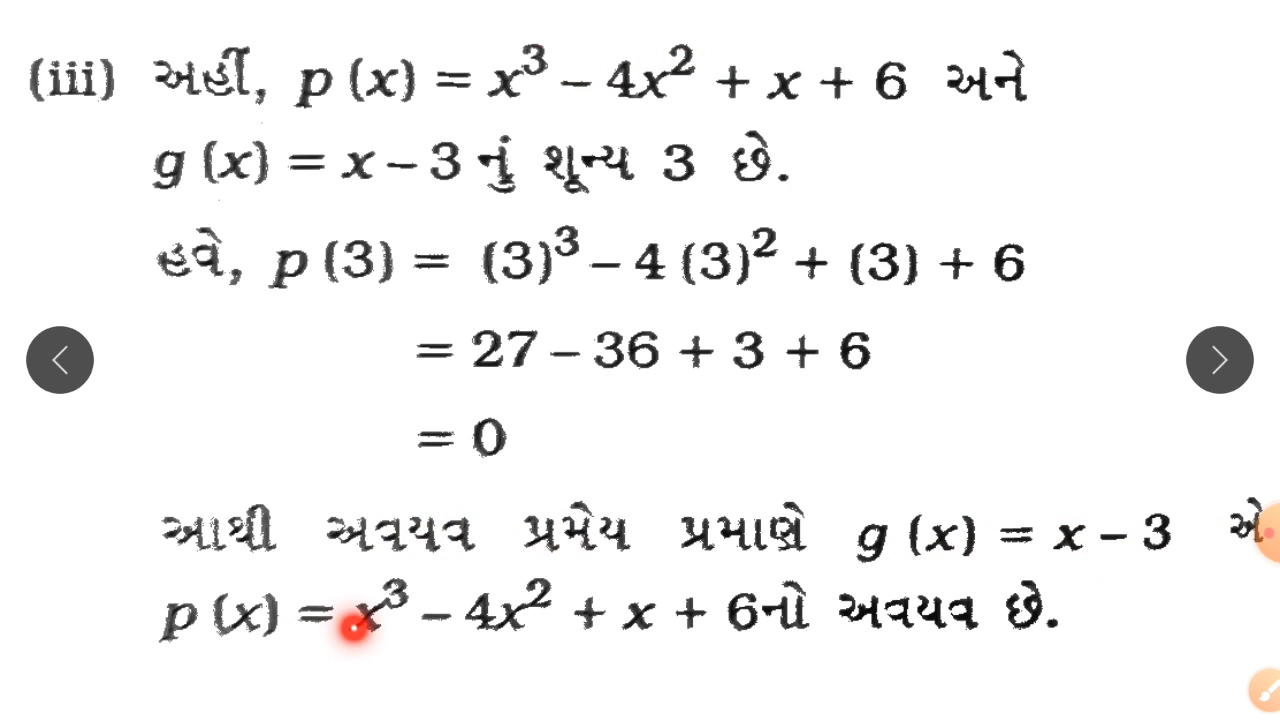 (iii) અહીં, p (x) = x³ – 4x² + x + 6 અને
g (x) = x – 3 નું શૂન્ય 3 છે.
હવે, p (3) = (3)³ – 4 (3)² + (3) + 6
= 27 – 36 + 3 + 6
= 0
આથી અવયવ પ્રમેય પ્રમાણે g (x) = x – 3 એ
p (x) = x³ – 4x² + x + 6નો અવયવ છે.